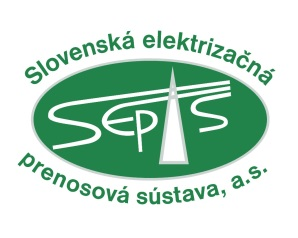 Slovenská elektrizačná
SEPS
prenosová sústava, a.s.